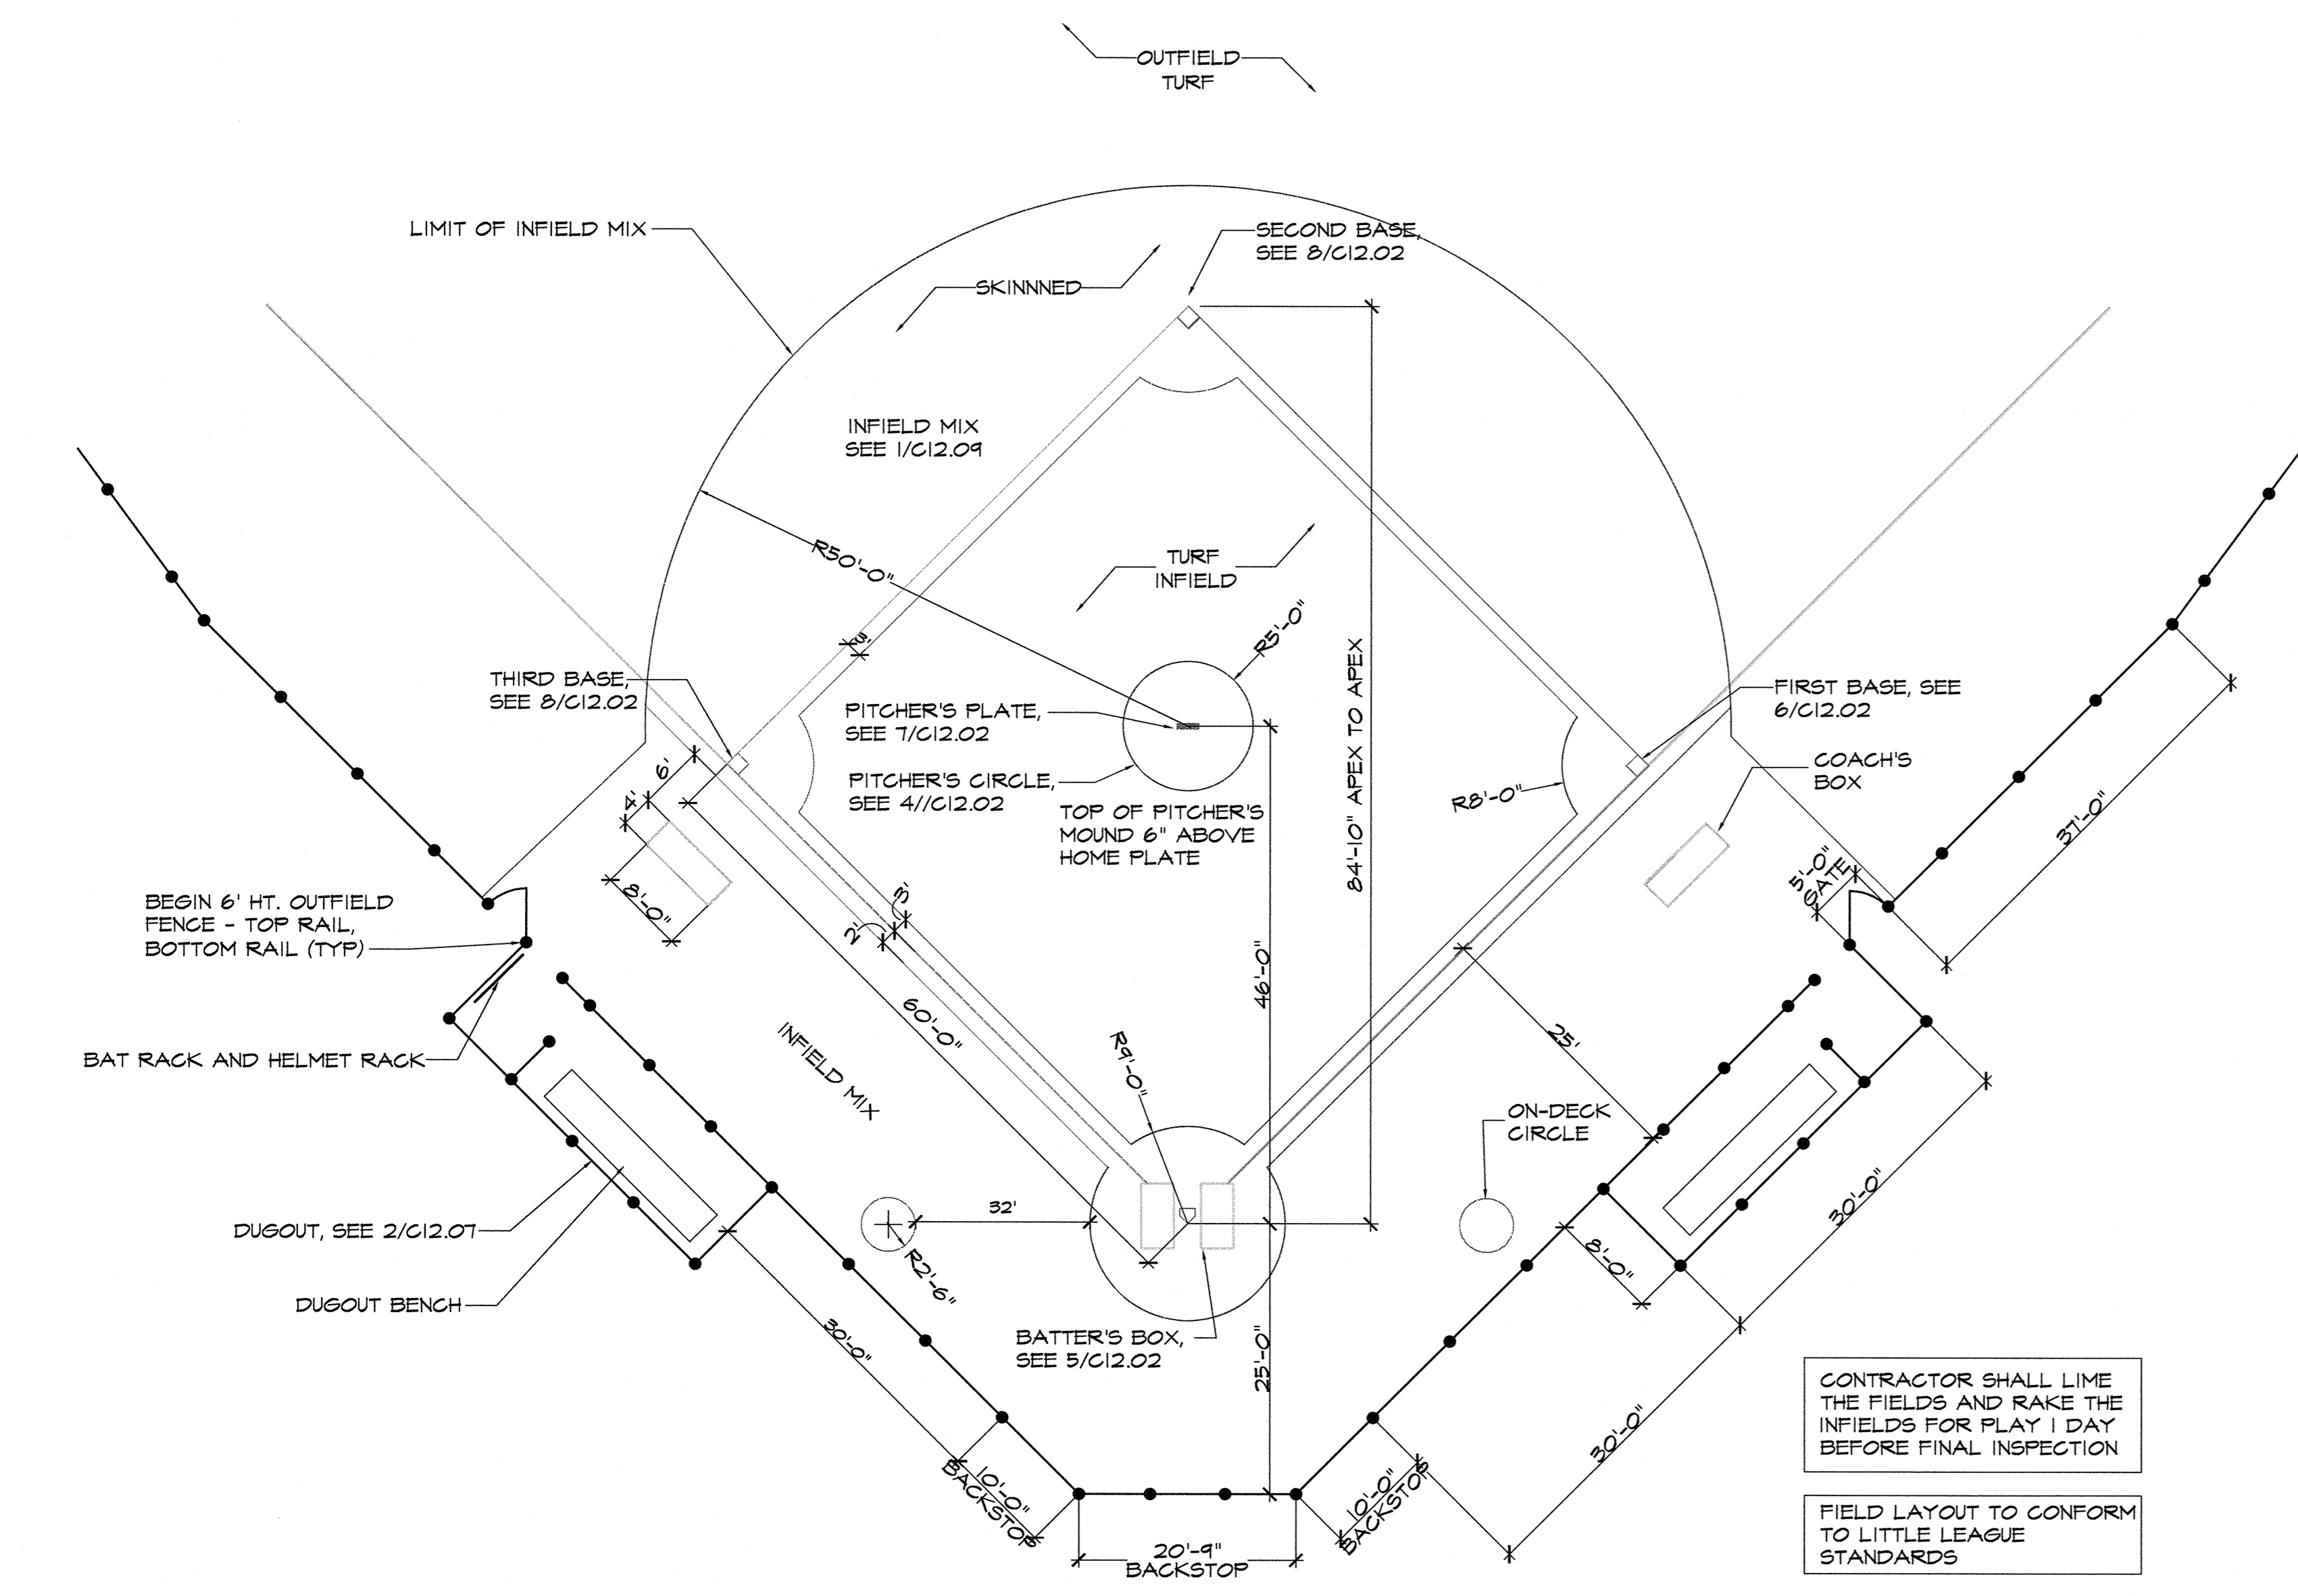 OUTFIELD
TURF
LIMIT OF INFIELD MIX
SECOND BASE,
SEE 8/C12.02
SKINNNED
INFIELD MIX
SEE 1/C12.09
R50'-0"
TURF
INFIELD
R5'-0"
3'
84'-10" APEX TO APEX
THIRD BASE,
SEE 8/C12.02
PITCHER'S PLATE,
SEE 7/C12.02
PITCHER'S CIRCLE,
SEE 4//C12.02
TOP OF PITCHER'S
MOUND 6" ABOVE
HOME PLATE
R8'-0"
FIRST BASE, SEE
6/C12.02
COACH'S
BOX
37'-0"
5'-0"
GATE
6'
4'
8'-0"
3'
2'
BEGIN 6' HT. OUTFIELD
FENCE - TOP RAIL,
BOTTOM RAIL (TYP)
60'-0"
46'-0"
BAT RACK AND HELMET RACK
INFIELD MIX
R9'-0"
25'
ON-DECK
CIRCLE
32'
DUGOUT, SEE 2/C12.07
R2'-6"
30'-0"
8'-0"
DUGOUT BENCH
30'-0"
BATTER'S BOX,
SEE 5/C12.02
25'-0"
30'-0"
10'-0"
BACKSTOP
20'-9"
BACKSTOP
10'-0"
BACKSTOP
CONTRACTOR SHALL LIME
THE FIELDS AND RAKE THE
INFIELDS FOR PLAY 1 DAY
BEFORE FINAL INSPECTION
FIELD LAYOUT TO CONFORM
TO LITTLE LEAGUE
STANDARDS